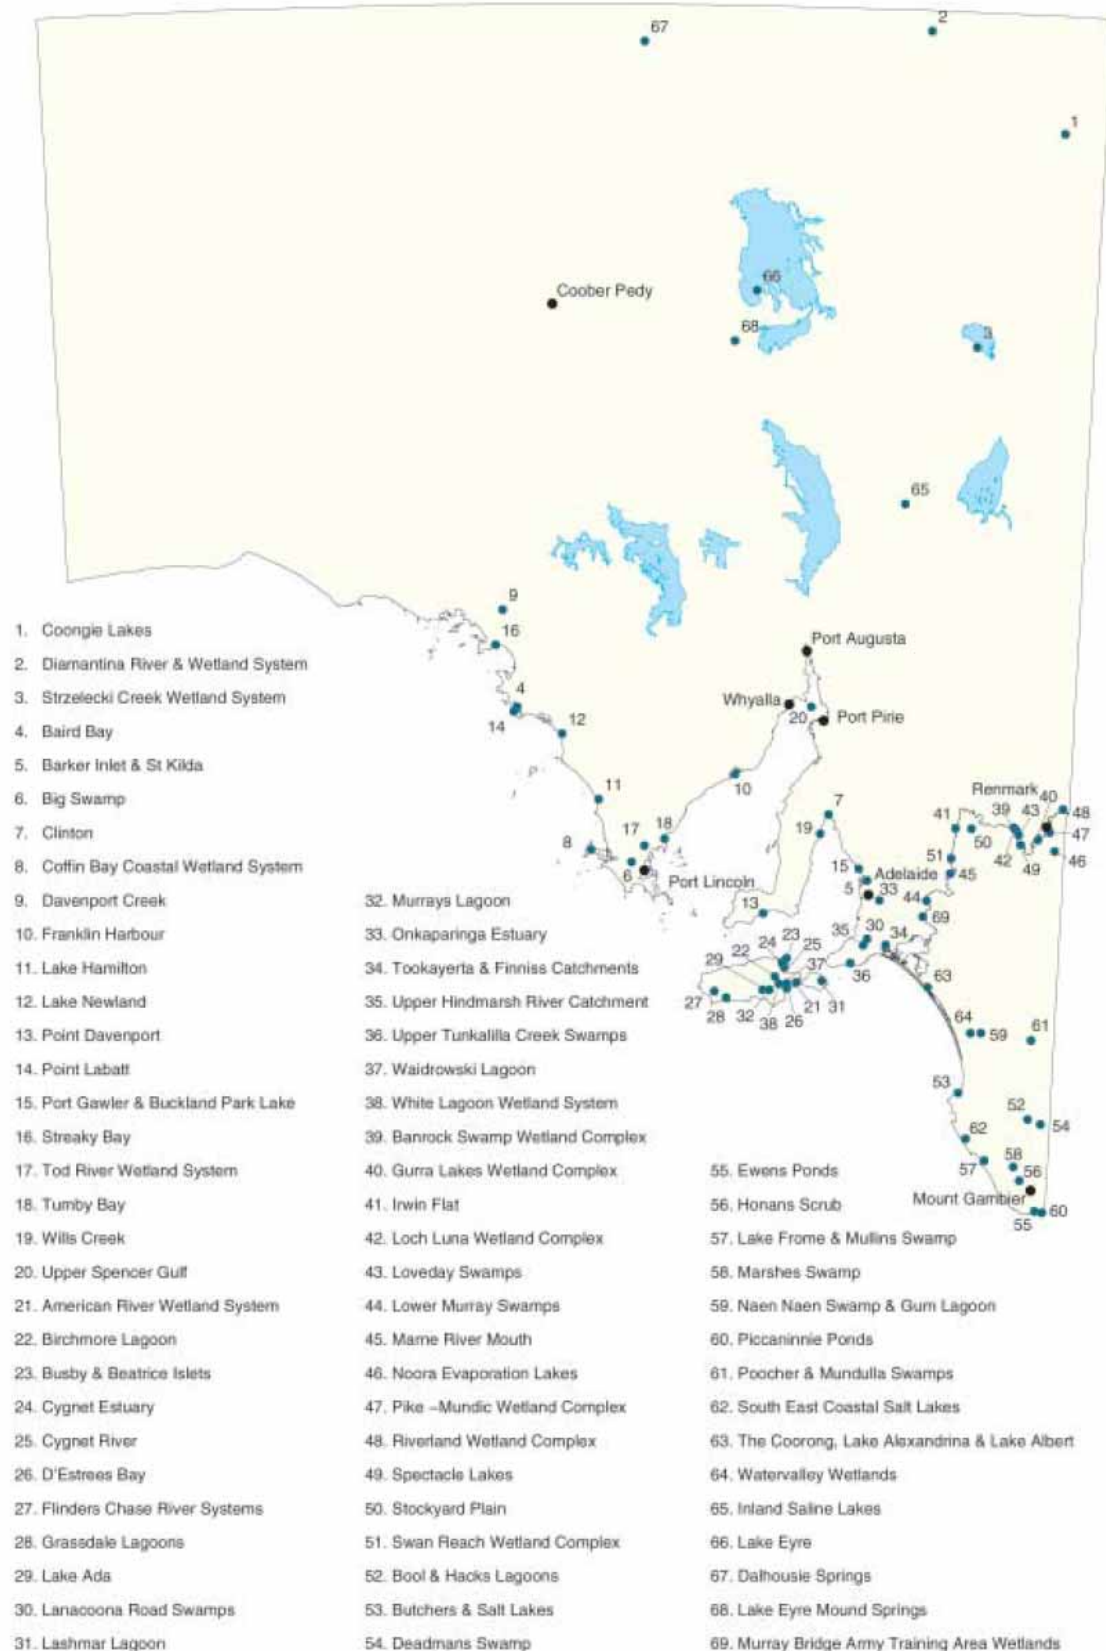 67
2
1
66
Coober Pedy
68
3
65
9
16
Port Augusta
4
Whyalla
14
12
20
Port Pirie
10
Renmark
40
11
7
41
39
43
48
17
18
19
50
47
8
42
49
46
51
15
Adelaide
45
6
Port Lincoln
5
33
44
13
69
30
35
34
23
24
25
22
29
37
36
63
27
28
32
38
26
21
31
64
59
61
53
52
54
62
58
57
56
Mount Gambier
55
60
1. Coongie Lakes
2. Diamantina River & Wetland System
3. Strzelecki Creek Wetland System
4. Baird Bay
5. Barker Inlet & St Kilda
6. Big Swamp
7. Clinton
8. Coffin Bay Coastal Wetland System
9. Davenport Creek
10. Franklin Harbour
11. Lake Hamilton
12. Lake Newland
13. Point Davenport
14. Point Labatt
15. Port Gawler & Buckland Park Lake
16. Streaky Bay
17. Tod River Wetland System
18. Tumby Bay
19. Wills Creek
20. Upper Spencer Gulf
21. American River Wetland System
22. Birchmore Lagoon
23. Busby & Beatrice Islets
24. Cygnet Estuary
25. Cygnet River
26. D'Estrees Bay
27. Flinders Chase River Systems
28. Grassdale Lagoons
29. Lake Ada
30. Lanacoona Road Swamps
31. Lashmar Lagoon
32. Murrays Lagoon
33. Onkaparinga Estuary
34. Tookayerta & Finniss Catchments
35. Upper Hindmarsh River Catchment
36. Upper Tunkalilla Creek Swamps
37. Waidrowski Lagoon
38. White Lagoon Wetland System
39. Banrock Swamp Wetland Complex
40. Gurra Lakes Wetland Complex
41. Irwin Flat
42. Loch Luna Wetland Complex
43. Loveday Swamps
44. Lower Murray Swamps
45. Marne River Mouth
46. Noora Evaporation Lakes
47. Pike –Mundic Wetland Complex
48. Riverland Wetland Complex
49. Spectacle Lakes
50. Stockyard Plain
51. Swan Reach Wetland Complex
52. Bool & Hacks Lagoons
53. Butchers & Salt Lakes
54. Deadmans Swamp
55. Ewens Ponds
56. Honans Scrub
57. Lake Frome & Mullins Swamp
58. Marshes Swamp
59. Naen Naen Swamp & Gum Lagoon
60. Piccaninnie Ponds
61. Poocher & Mundulla Swamps
62. South East Coastal Salt Lakes
63. The Coorong, Lake Alexandrina & Lake Albert
64. Watervalley Wetlands
65. Inland Saline Lakes
66. Lake Eyre
67. Dalhousie Springs
68. Lake Eyre Mound Springs
69. Murray Bridge Army Training Area Wetlands